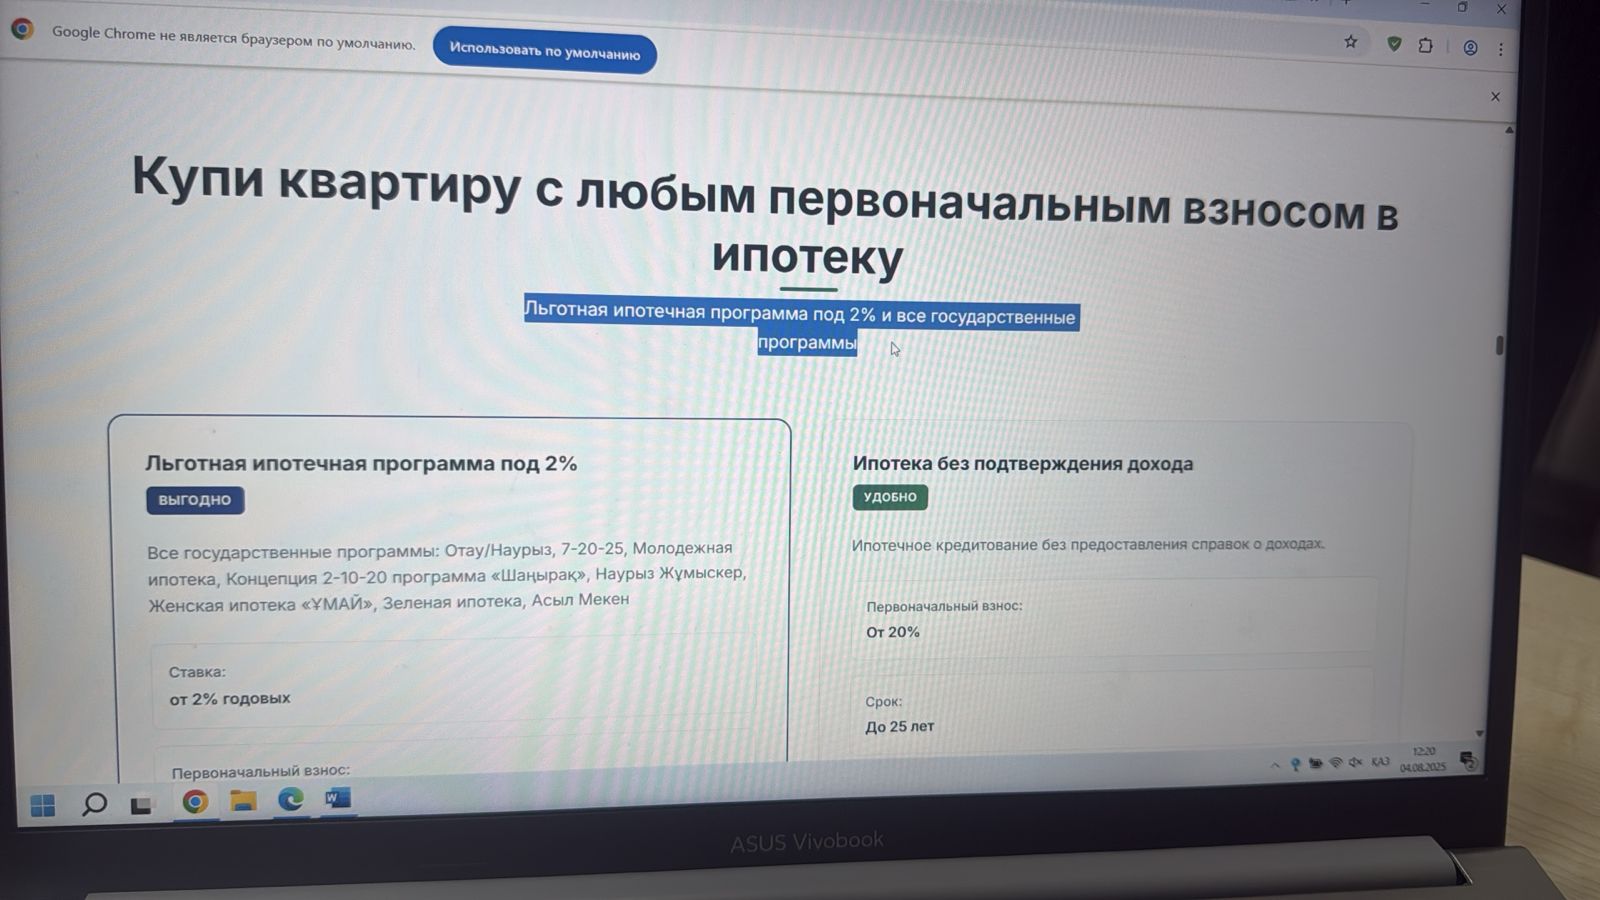 Google Chrome не является браузером по умолчанию.
Использовать по умолчанию
Купи квартиру с любым первоначальным взносом в
ипотеку
Льготная ипотечная программа под 2% и все государственные
программы
Льготная ипотечная программа под 2%
ВЫГОДНО
Все государственные программы: Отау/Наурыз, 7-20-25, Молодежная
ипотека, Концепция 2-10-20 программа «Шаңырақ», Наурыз Жұмыскер,
Женская ипотека «ҰМАЙ», Зеленая ипотека, Асыл Мекен
Ставка:
от 2% годовых
Первоначальный взнос:
Ипотека без подтверждения дохода
УДОБНО
Ипотечное кредитование без предоставления справок о доходах.
Первоначальный взнос:
От 20%
Срок:
До 25 лет
ҚАЗ
12:20
04.08.2025
2
ASUS Vivobook